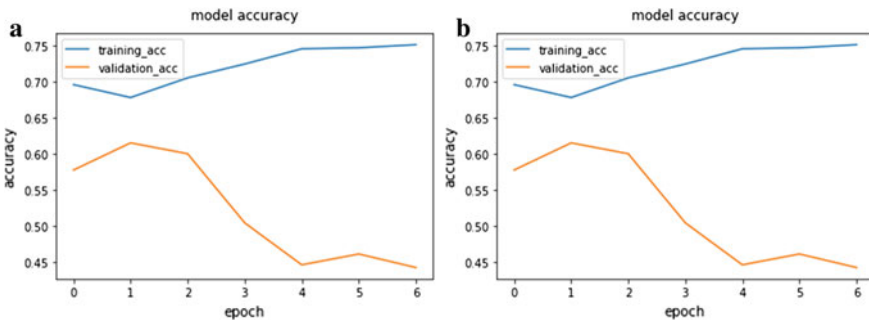 a
model accuracy
training_acc
validation_acc
accuracy
0.75
0.70
0.65
0.60
0.55
0.50
0.45
0 1 2 3 4 5 6
epoch
b
model accuracy
training_acc
validation_acc
accuracy
0.75
0.70
0.65
0.60
0.55
0.50
0.45
0 1 2 3 4 5 6
epoch